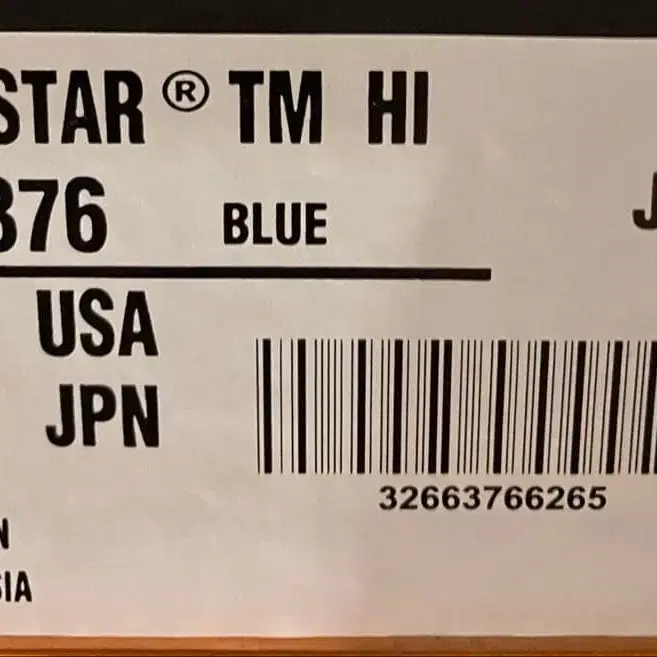 STAR® TM HI
376 BLUE
J
USA
JPN
32663766265
N
SIA